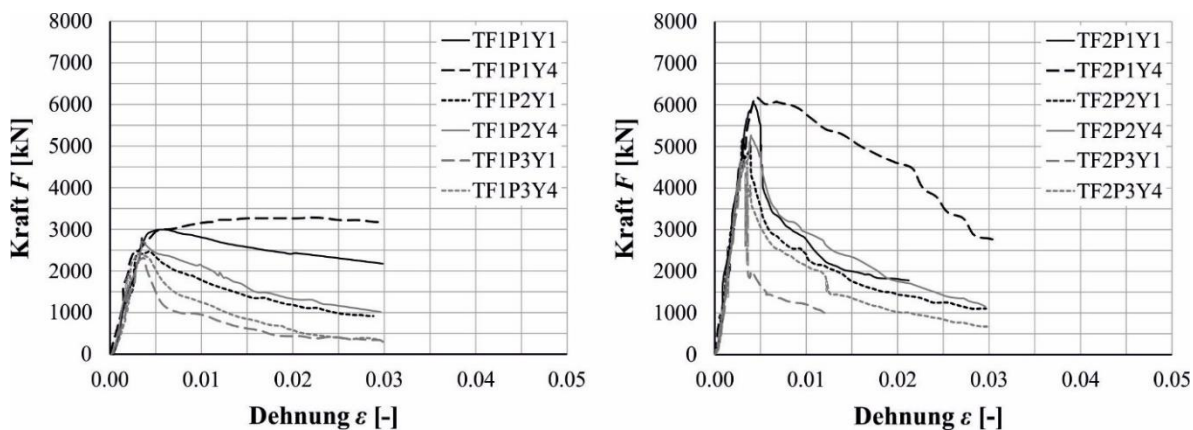 8000
7000
6000
5000
4000
3000
2000
1000
0
Kraft F [kN]
TF1P1Y1
TF1P1Y4
TF1P2Y1
TF1P2Y4
TF1P3Y1
TF1P3Y4
0.00 0.01 0.02 0.03 0.04 0.05
Dehnung ε [-]
8000
7000
6000
5000
4000
3000
2000
1000
0
Kraft F [kN]
TF2P1Y1
TF2P1Y4
TF2P2Y1
TF2P2Y4
TF2P3Y1
TF2P3Y4
0.00 0.01 0.02 0.03 0.04 0.05
Dehnung ε [-]